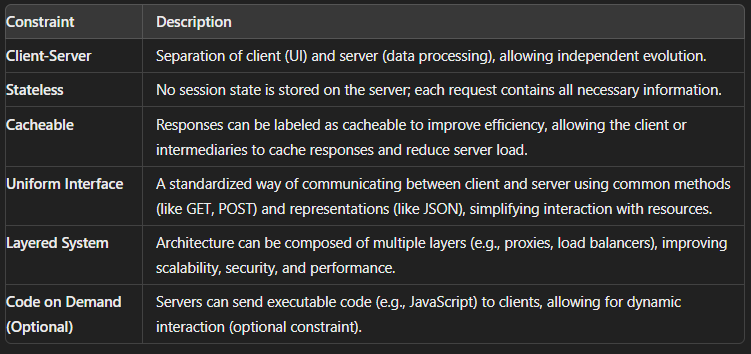 Constraint Description
Client-Server Separation of client (UI) and server (data processing), allowing independent evolution.
Stateless No session state is stored on the server; each request contains all necessary information.
Cacheable Responses can be labeled as cacheable to improve efficiency, allowing the client or
intermediaries to cache responses and reduce server load.
Uniform Interface A standardized way of communicating between client and server using common methods
(like GET, POST) and representations (like JSON), simplifying interaction with resources.
Layered System Architecture can be composed of multiple layers (e.g., proxies, load balancers), improving
scalability, security, and performance.
Code on Demand Servers can send executable code (e.g., JavaScript) to clients, allowing for dynamic
(Optional) interaction (optional constraint).